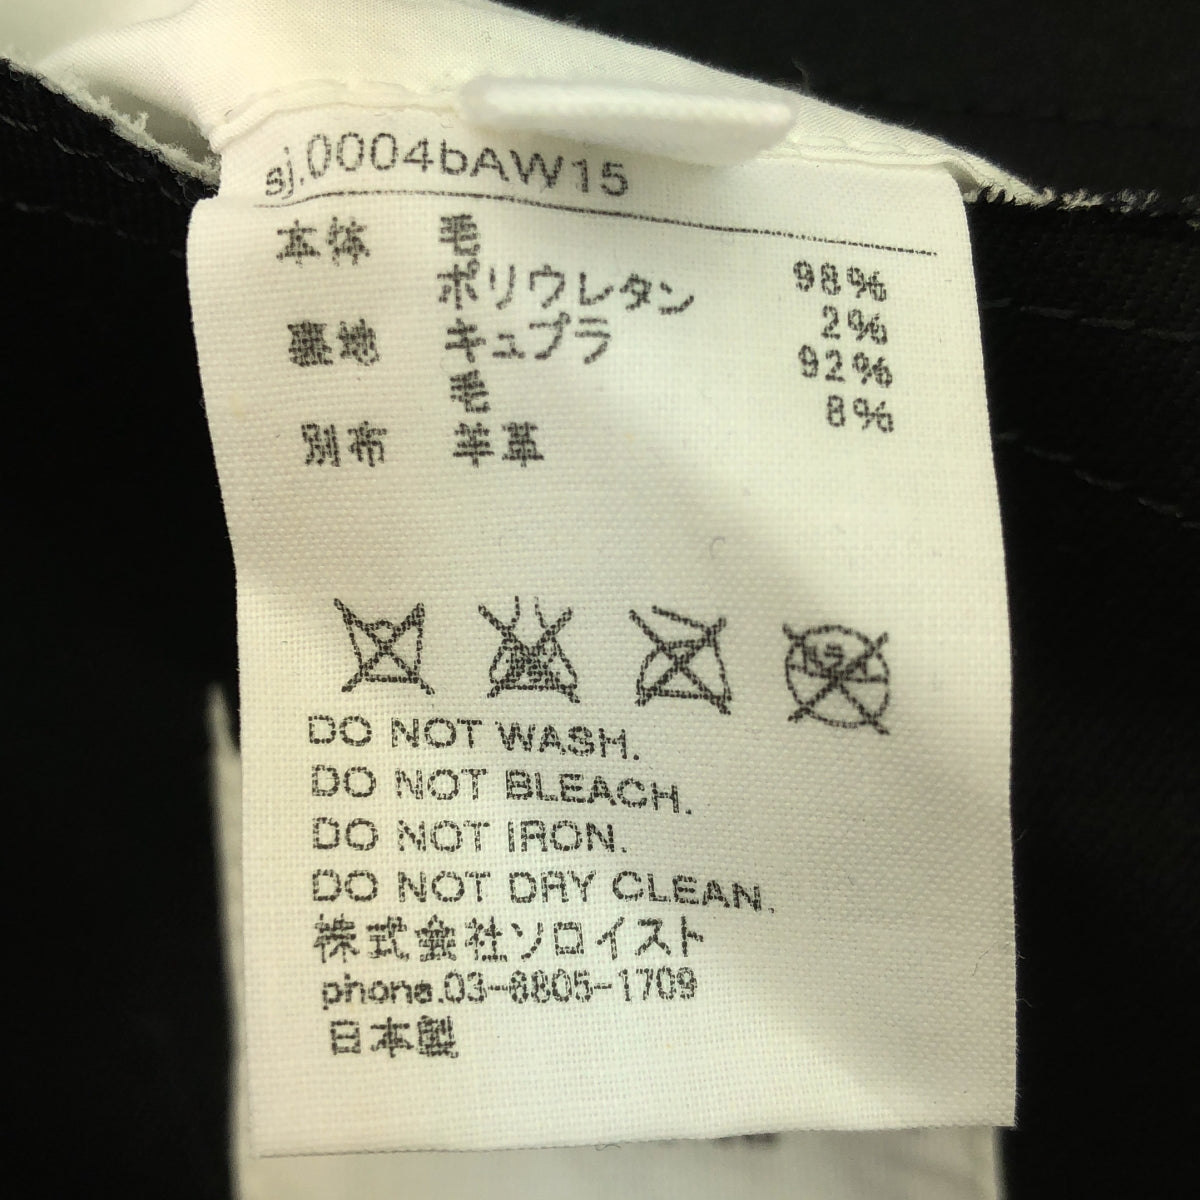 sj.0004bAW15
本体 毛 98%
ポリウレタン 2%
裏地 キュプラ 92%
毛 8%
別布 羊革
DO NOT WASH.
DO NOT BLEACH.
DO NOT IRON.
DO NOT DRY CLEAN.
株式会社ソロイスト
phone.03-6805-1709
日本製